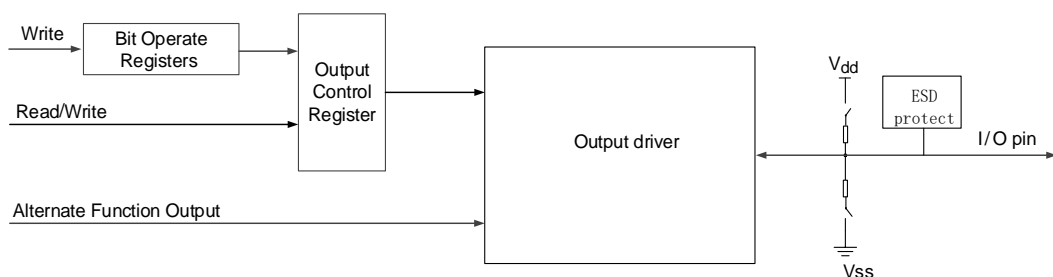 Write
Bit Operate
Registers
Output
Control
Register
Read/Write
Alternate Function Output
Output driver
Vdd
ESD
protect
I/O pin
Vss